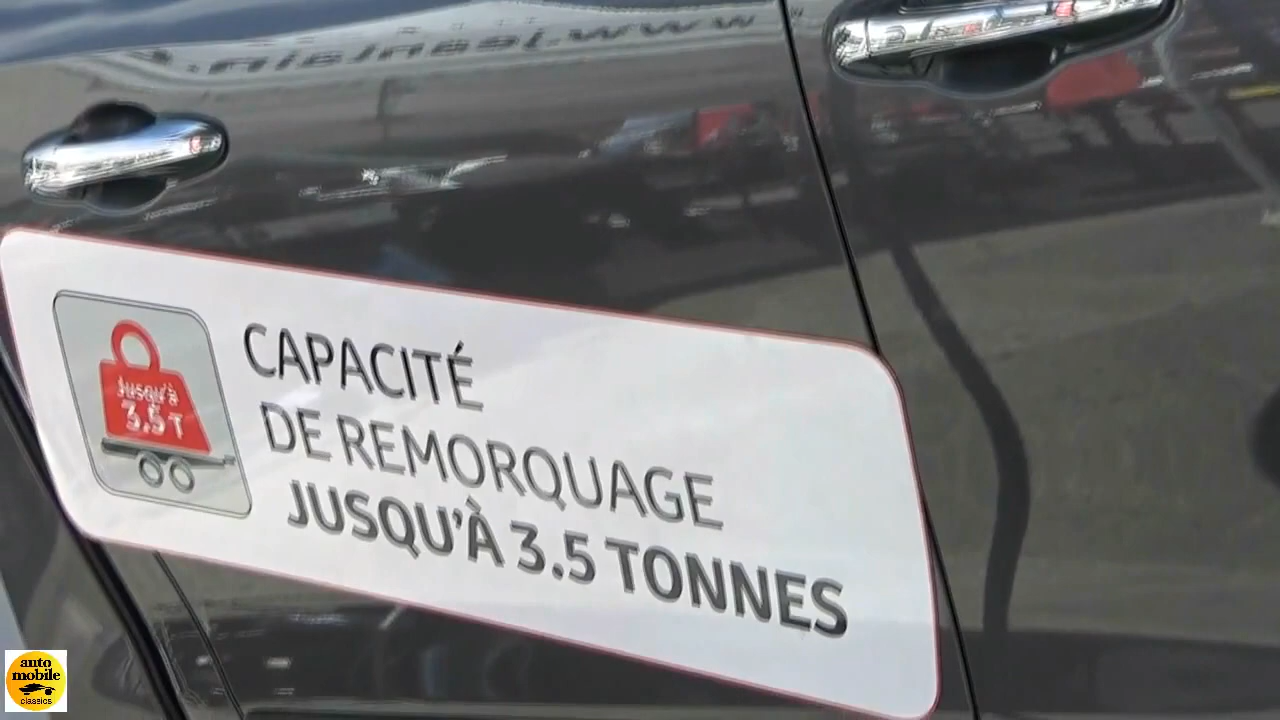 CAPACITÉ
DE REMORQUAGE
JUSQU'À 3.5 TONNES
Jusqu'à
3,5 T
auto
mobile
classics